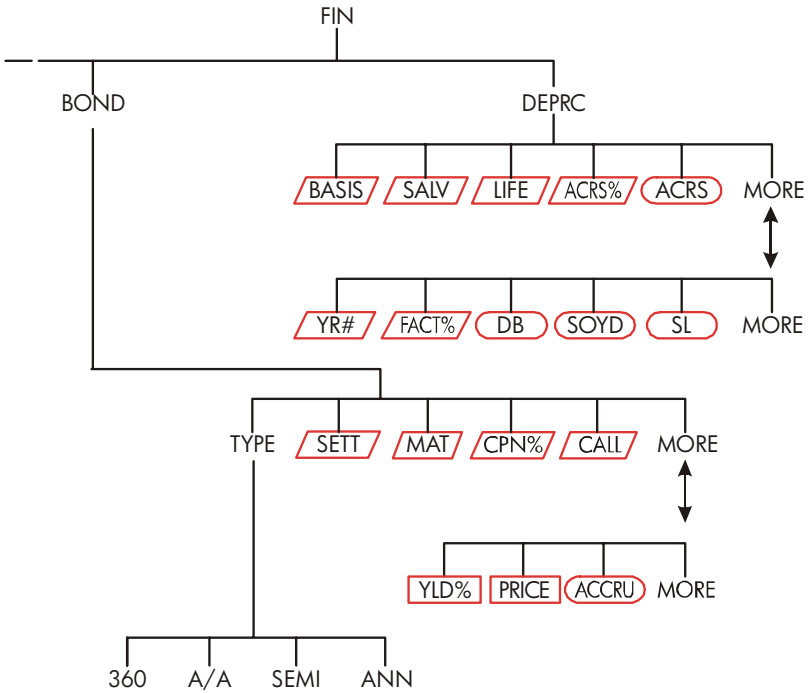 FIN
BOND DEPRC
BASIS SALV LIFE ACRS% ACRS MORE
YR# FACT% DB SOYD SL MORE
TYPE SETT MAT CPN% CALL MORE
YLD% PRICE ACCRU MORE
360 A/A SEMI ANN